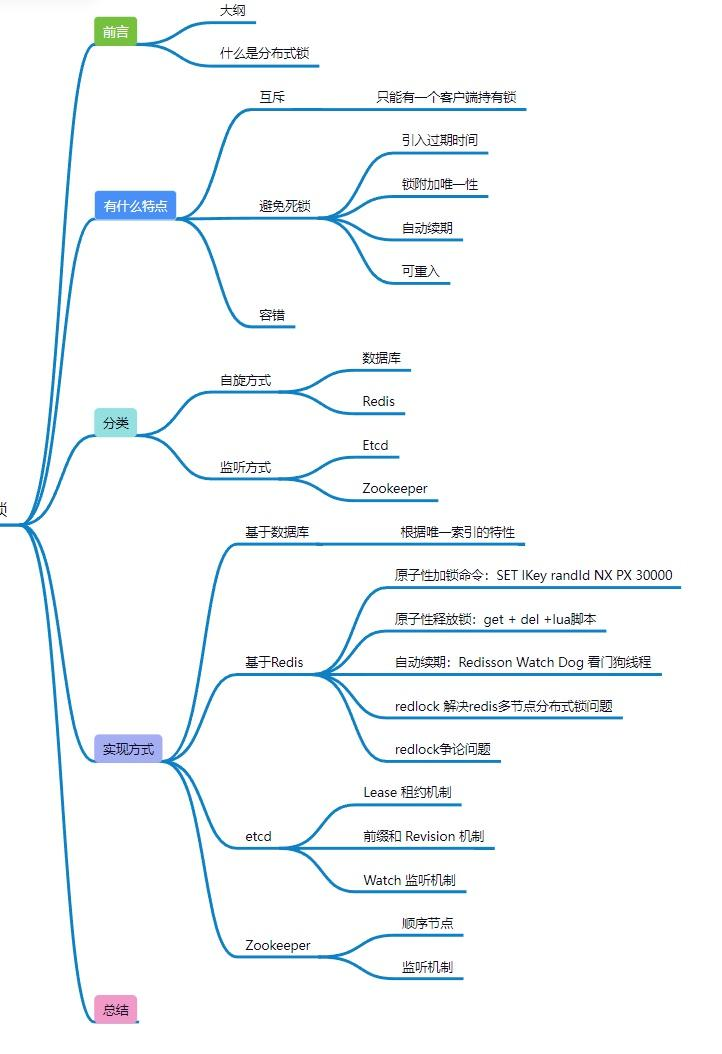 前言
大纲
什么是分布式锁
有什么特点
互斥
只能有一个客户端持有锁
避免死锁
引入过期时间
锁附加唯一性
自动续期
可重入
容错
分类
自旋方式
数据库
Redis
监听方式
Etcd
Zookeeper
锁
实现方式
基于数据库
根据唯一索引的特性
基于Redis
原子性加锁命令：SET lKey randId NX PX 30000
原子性释放锁：get + del +lua脚本
自动续期：Redisson Watch Dog 看门狗线程
redlock 解决redis多节点分布式锁问题
redlock争论问题
etcd
Lease 租约机制
前缀和 Revision 机制
Watch 监听机制
Zookeeper
顺序节点
监听机制
总结